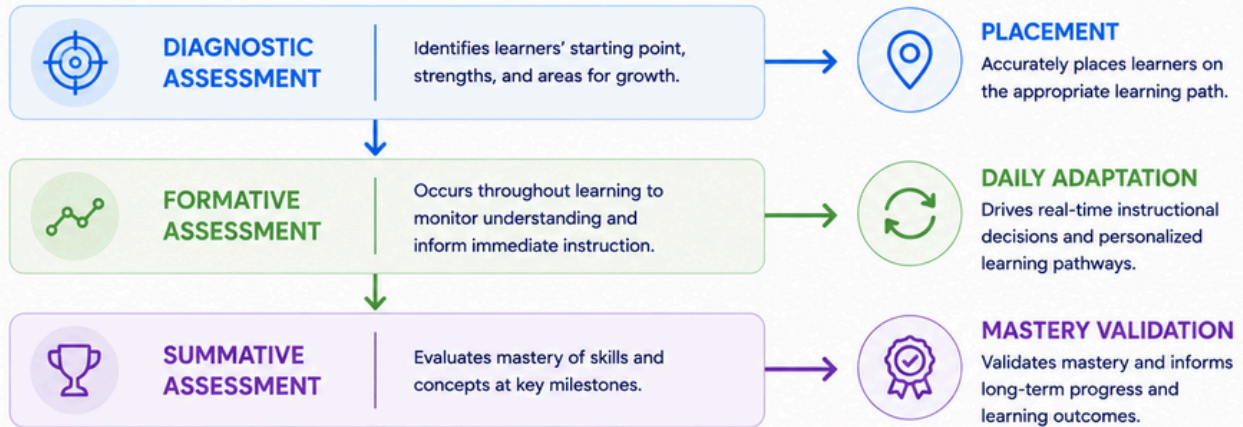 DIAGNOSTIC
ASSESSMENT
Identifies learners’ starting point,
strengths, and areas for growth.
PLACEMENT
Accurately places learners on
the appropriate learning path.
FORMATIVE
ASSESSMENT
Occurs throughout learning to
monitor understanding and
inform immediate instruction.
DAILY ADAPTATION
Drives real-time instructional
decisions and personalized
learning pathways.
SUMMATIVE
ASSESSMENT
Evaluates mastery of skills and
concepts at key milestones.
MASTERY VALIDATION
Validates mastery and informs
long-term progress and
learning outcomes.